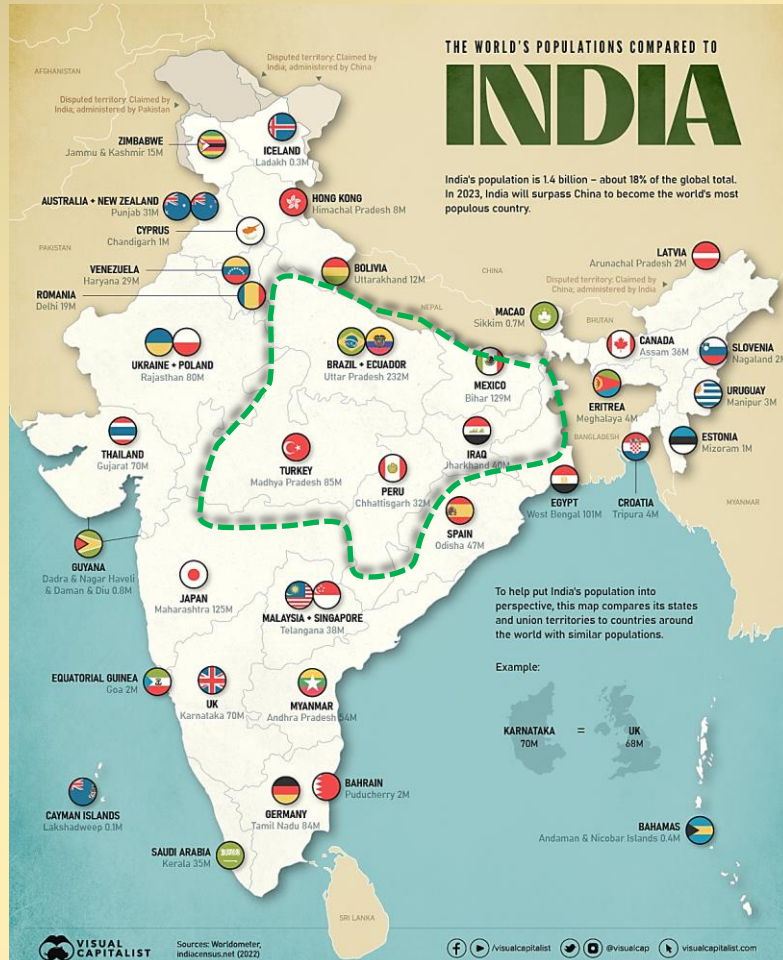 THE WORLD'S POPULATIONS COMPARED TO
INDIA
India's population is 1.4 billion – about 18% of the global total.
In 2023, India will surpass China to become the world's most
populous country.
AFGHANISTAN
Disputed territory: Claimed by
India; administered by China
Disputed territory: Claimed by
India; administered by Pakistan
ZIMBABWE
Jammu & Kashmir 15M
ICELAND
Ladakh 0.3M
AUSTRALIA + NEW ZEALAND
Punjab 31M
HONG KONG
Himachal Pradesh 8M
CYPRUS
Chandigarh 1M
PAKISTAN
VENEZUELA
Haryana 29M
BOLIVIA
Uttarakhand 12M
CHINA
LATVIA
Arunachal Pradesh 2M
Disputed territory: Claimed by
China; administered by India
ROMANIA
Delhi 19M
NEPAL
MACAO
Sikkim 0.7M
BHUTAN
UKRAINE + POLAND
Rajasthan 80M
BRAZIL + ECUADOR
Uttar Pradesh 232M
MEXICO
Bihar 129M
CANADA
Assam 36M
SLOVENIA
Nagaland 2M
ERITREA
Meghalaya 4M
URUGUAY
Manipur 3M
THAILAND
Gujarat 70M
TURKEY
Madhya Pradesh 85M
IRAQ
Jharkhand 40M
BANGLADESH
ESTONIA
Mizoram 1M
PERU
Chhattisgarh 32M
EGYPT
West Bengal 101M
CROATIA
Tripura 4M
MYANMAR
SPAIN
Odisha 47M
GUYANA
Dadra & Nagar Haveli
& Daman & Diu 0.8M
JAPAN
Maharashtra 125M
MALAYSIA + SINGAPORE
Telangana 38M
To help put India's population into
perspective, this map compares its states
and union territories to countries around
the world with similar populations.
Example:
KARNATAKA
70M
=
UK
68M
EQUATORIAL GUINEA
Goa 2M
UK
Karnataka 70M
MYANMAR
Andhra Pradesh 54M
BAHRAIN
Puducherry 2M
GERMANY
Tamil Nadu 84M
CAYMAN ISLANDS
Lakshadweep 0.1M
SAUDI ARABIA
Kerala 35M
BAHAMAS
Andaman & Nicobar Islands 0.4M
SRI LANKA
VISUAL
CAPITALIST
Sources: Worldometer,
indiacensus.net (2022)
/visualcapitalist
@visualcap
visualcapitalist.com